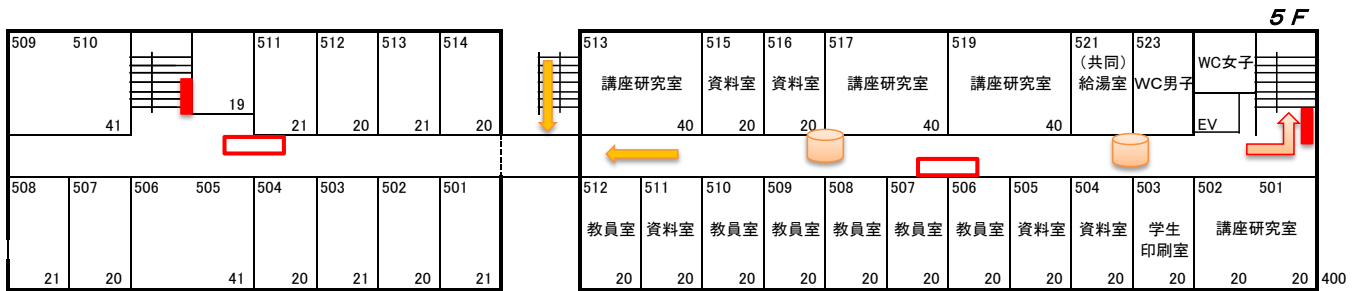 ５Ｆ
509 510 511 512 513 514 513 515 516 517 519 521 523
（共同）
WC女子
講座研究室 資料室 資料室 講座研究室 講座研究室 給湯室 WC男子
19
41 21 20 21 20 40 20 20 40 40 EV
508 507 506 505 504 503 502 501 512 511 510 509 508 507 506 505 504 503 502 501
教員室 資料室 教員室 教員室 教員室 教員室 教員室 資料室 資料室 学生 講座研究室
印刷室
21 20 41 20 21 20 21 20 20 20 20 20 20 20 20 20 20 20 20 400